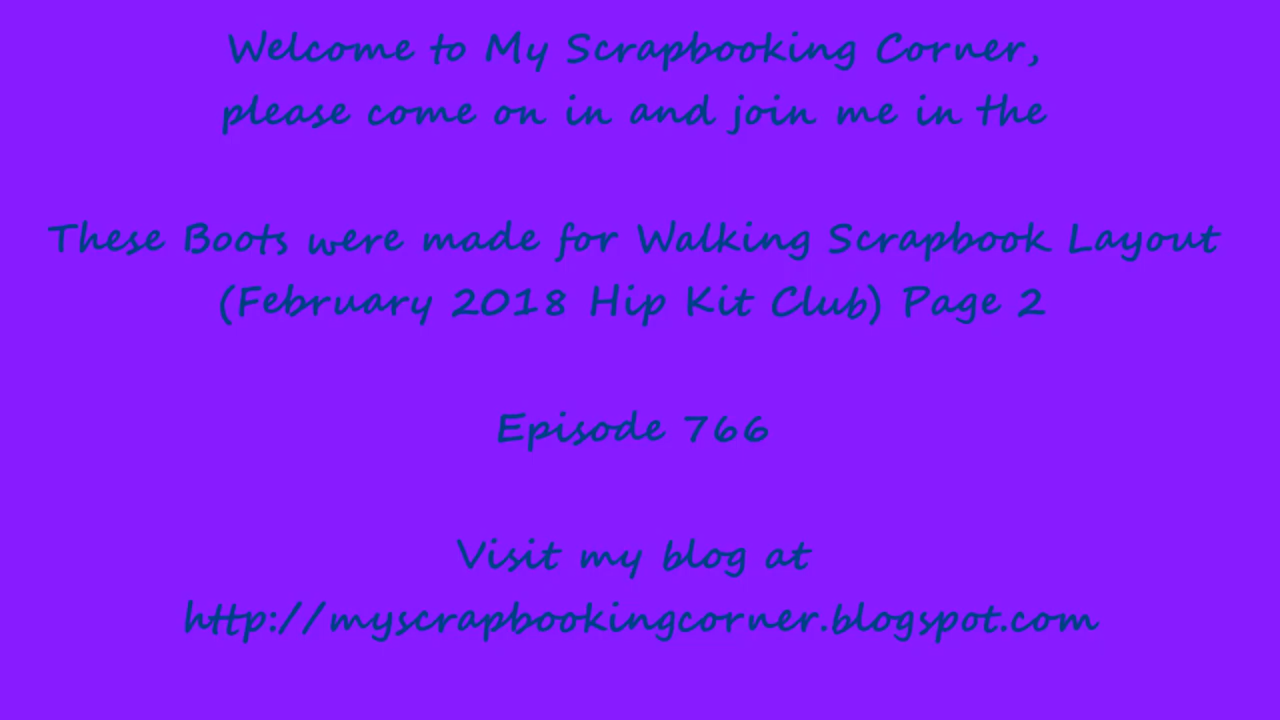 Welcome to My Scrapbooking Corner,
please come on in and join me in the
These Boots were made for Walking Scrapbook Layout
(February 2018 Hip Kit Club) Page 2
Episode 766
Visit my blog at
http://myscrapbookingcorner.blogspot.com